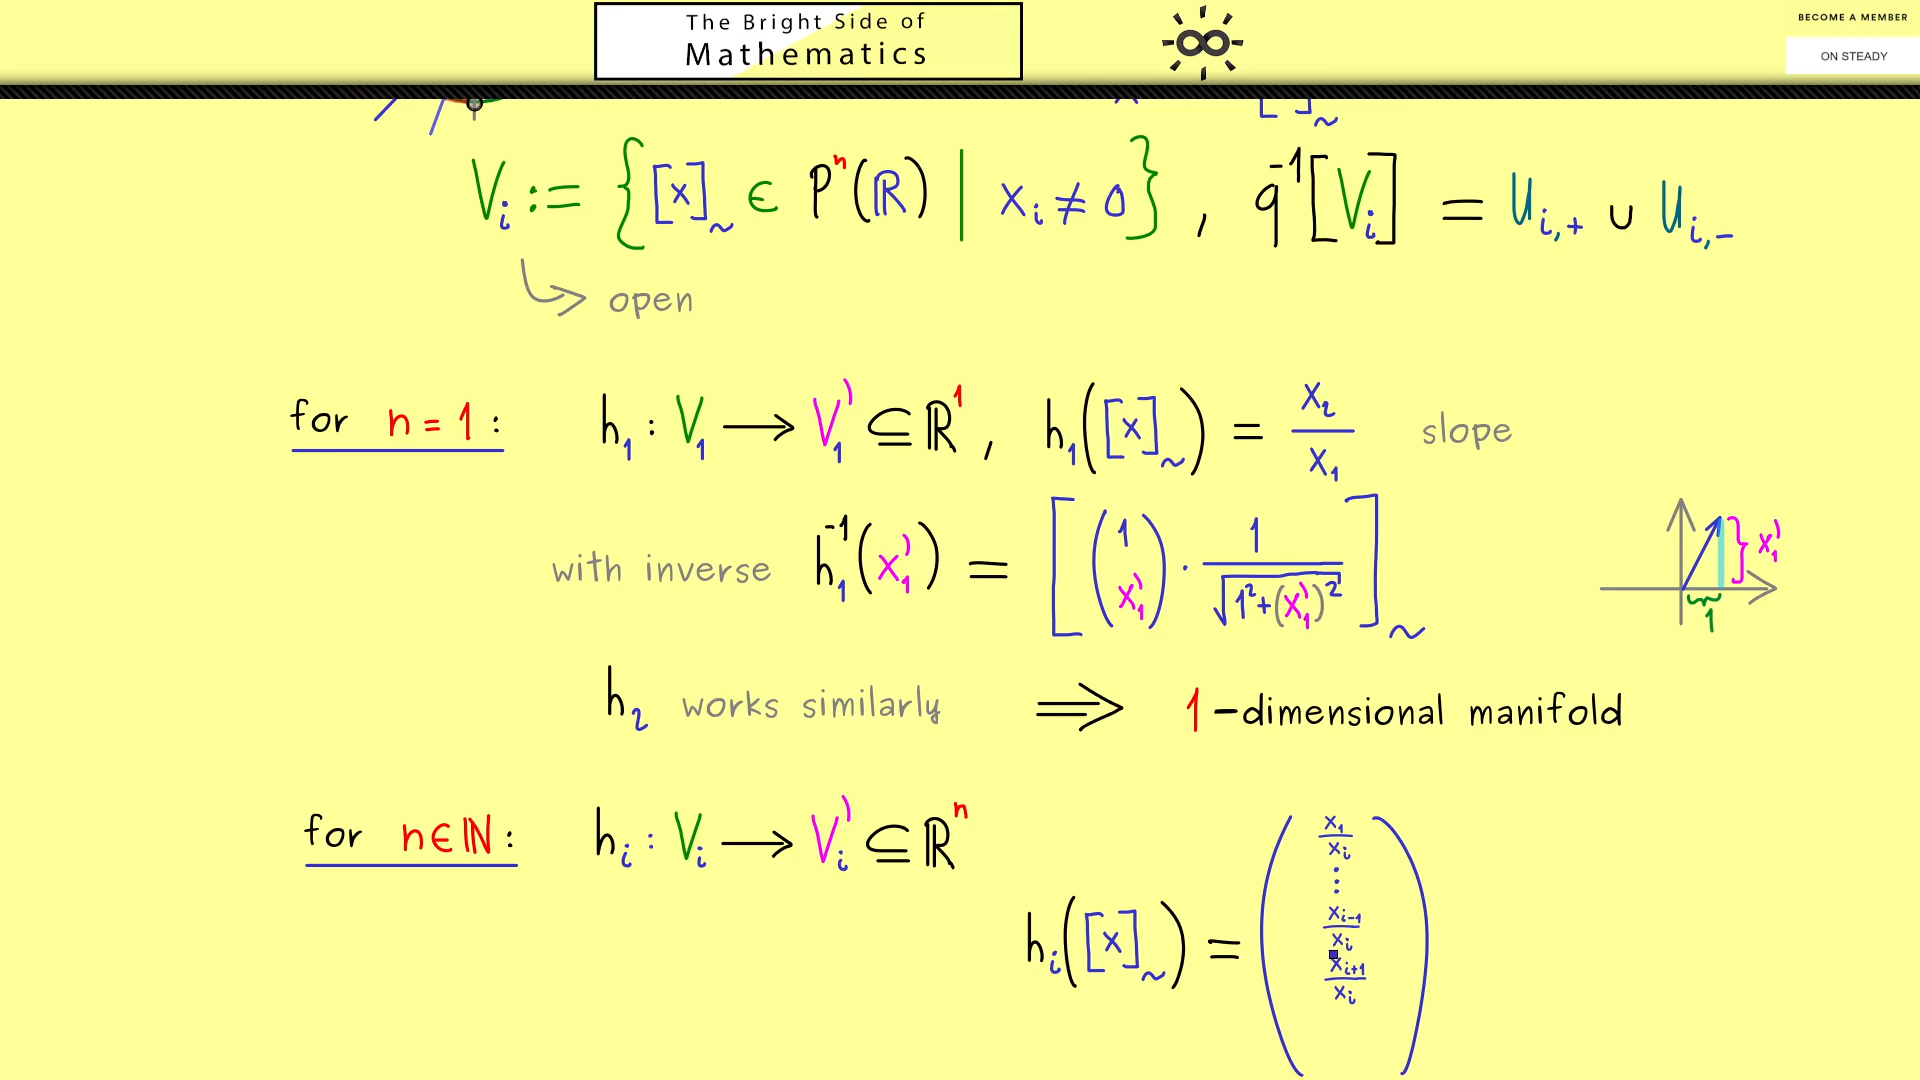 The Bright Side of
Mathematics
BECOME A MEMBER
ON STEADY
Vᵢ := { [x]~ ∈ Pⁿ(ℝ) | xᵢ ≠ 0 } , q⁻¹[Vᵢ] = Uᵢ,₊ ∪ Uᵢ,₋
open
for n = 1 : h₁ : V₁ → V₁' ⊆ ℝ¹ , h₁([x]~) = x₂/x₁ slope
with inverse h₁⁻¹(x₁') = [ (1, x₁') · 1/√(1² + (x₁')²) ]~
x₁'
1
h₂ works similarly ⟹ 1-dimensional manifold
for n ∈ ℕ : hᵢ : Vᵢ → Vᵢ' ⊆ ℝⁿ
hᵢ([x]~) = ( x₁/xᵢ ⋮ xᵢ₋₁/xᵢ xᵢ₊₁/xᵢ )